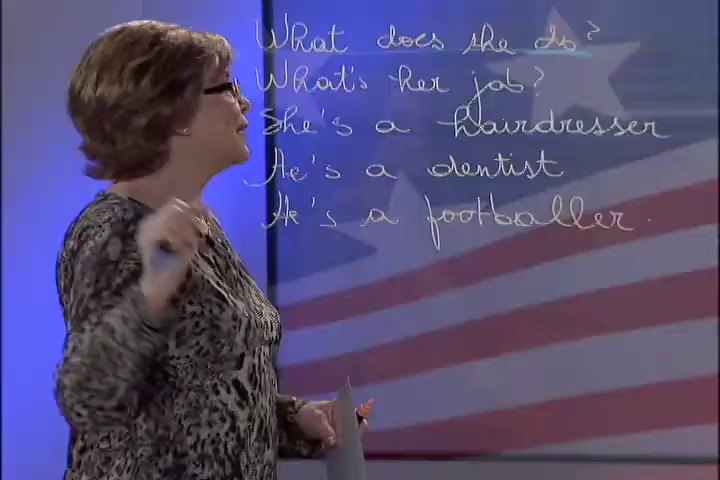 What does she do?
What's her job?
She's a hairdresser
He's a dentist
He's a footballer.